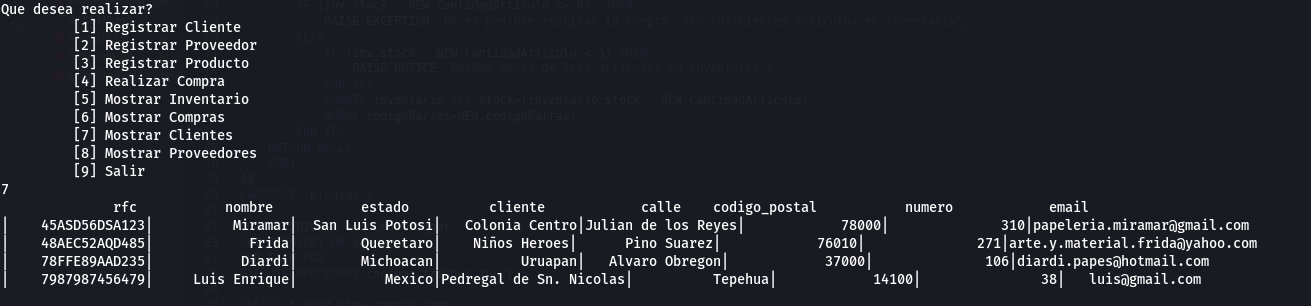 Que desea realizar?
[1] Registrar Cliente
[2] Registrar Proveedor
[3] Registrar Producto
[4] Realizar Compra
[5] Mostrar Inventario
[6] Mostrar Compras
[7] Mostrar Clientes
[8] Mostrar Proveedores
[9] Salir
7
rfc nombre estado cliente calle codigo_postal numero email
| 45ASD56DSA123| Miramar| San Luis Potosi| Colonia Centro|Julian de los Reyes| 78000| 310|papeleria.miramar@gmail.com
| 48AEC52AQD485| Frida| Queretaro| Niños Heroes| Pino Suarez| 76010| 271|arte.y.material.frida@yahoo.com
| 78FFE89AAD235| Diardi| Michoacan| Uruapan| Alvaro Obregon| 37000| 106|diardi.papes@hotmail.com
| 7987987456479| Luis Enrique| Mexico|Pedregal de Sn. Nicolas| Tepehua| 14100| 38| luis@gmail.com